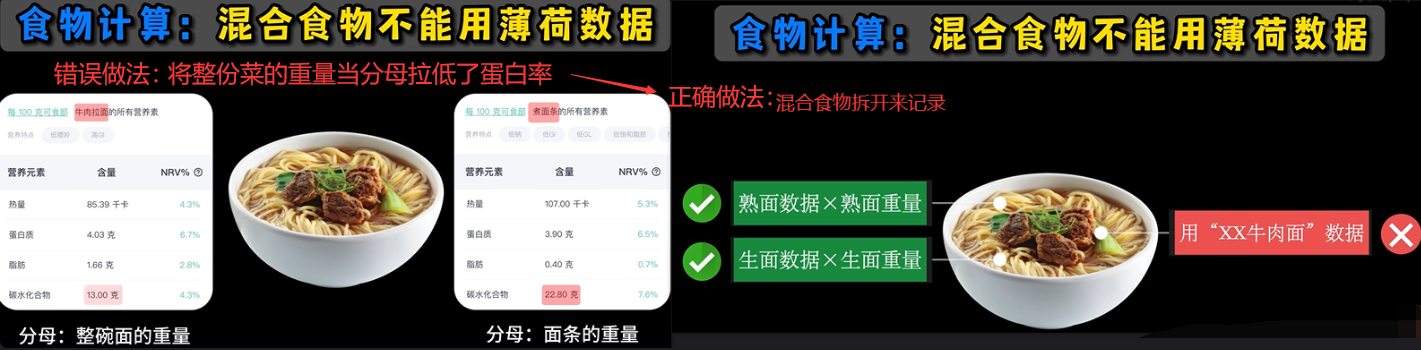 食物计算：混合食物不能用薄荷数据
错误做法：将整份菜的重量当分母拉低了蛋白率
每 100 克可食部 牛肉拉面的所有营养素
营养特点 低嘌呤 高GI
营养元素 含量 NRV%
热量 85.39 千卡 4.3%
蛋白质 4.03 克 6.7%
脂肪 1.66 克 2.8%
碳水化合物 13.00 克 4.3%
分母：整碗面的重量
每 100 克可食部 煮面条的所有营养素
营养特点 低钠 低GI 低GL 低饱和脂肪
营养元素 含量 NRV%
热量 107.00 千卡 5.3%
蛋白质 3.90 克 6.5%
脂肪 0.40 克 0.7%
碳水化合物 22.80 克 7.6%
分母：面条的重量
食物计算：混合食物不能用薄荷数据
正确做法：混合食物拆开来记录
熟面数据×熟面重量
生面数据×生面重量
用“XX牛肉面”数据